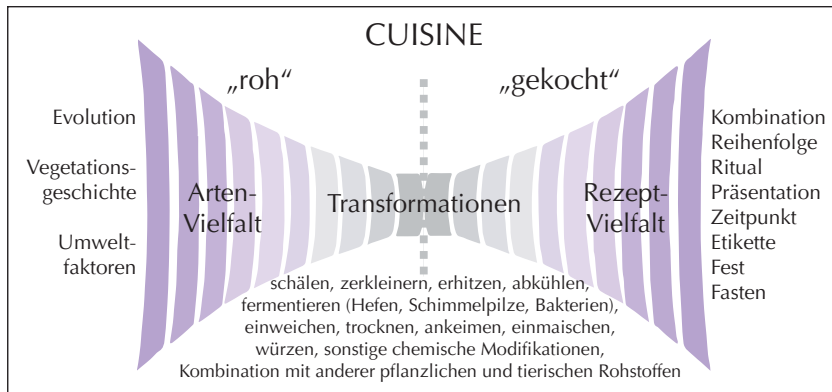 CUISINE
„roh“
„gekocht“
Evolution
Vegetations-
geschichte
Umwelt-
faktoren
Arten-
Vielfalt
Transformationen
Rezept-
Vielfalt
Kombination
Reihenfolge
Ritual
Präsentation
Zeitpunkt
Etikette
Fest
Fasten
schälen, zerkleinern, erhitzen, abkühlen,
fermentieren (Hefen, Schimmelpilze, Bakterien),
einweichen, trocknen, ankeimen, einmaischen,
würzen, sonstige chemische Modifikationen,
Kombination mit anderer pflanzlichen und tierischen Rohstoffen